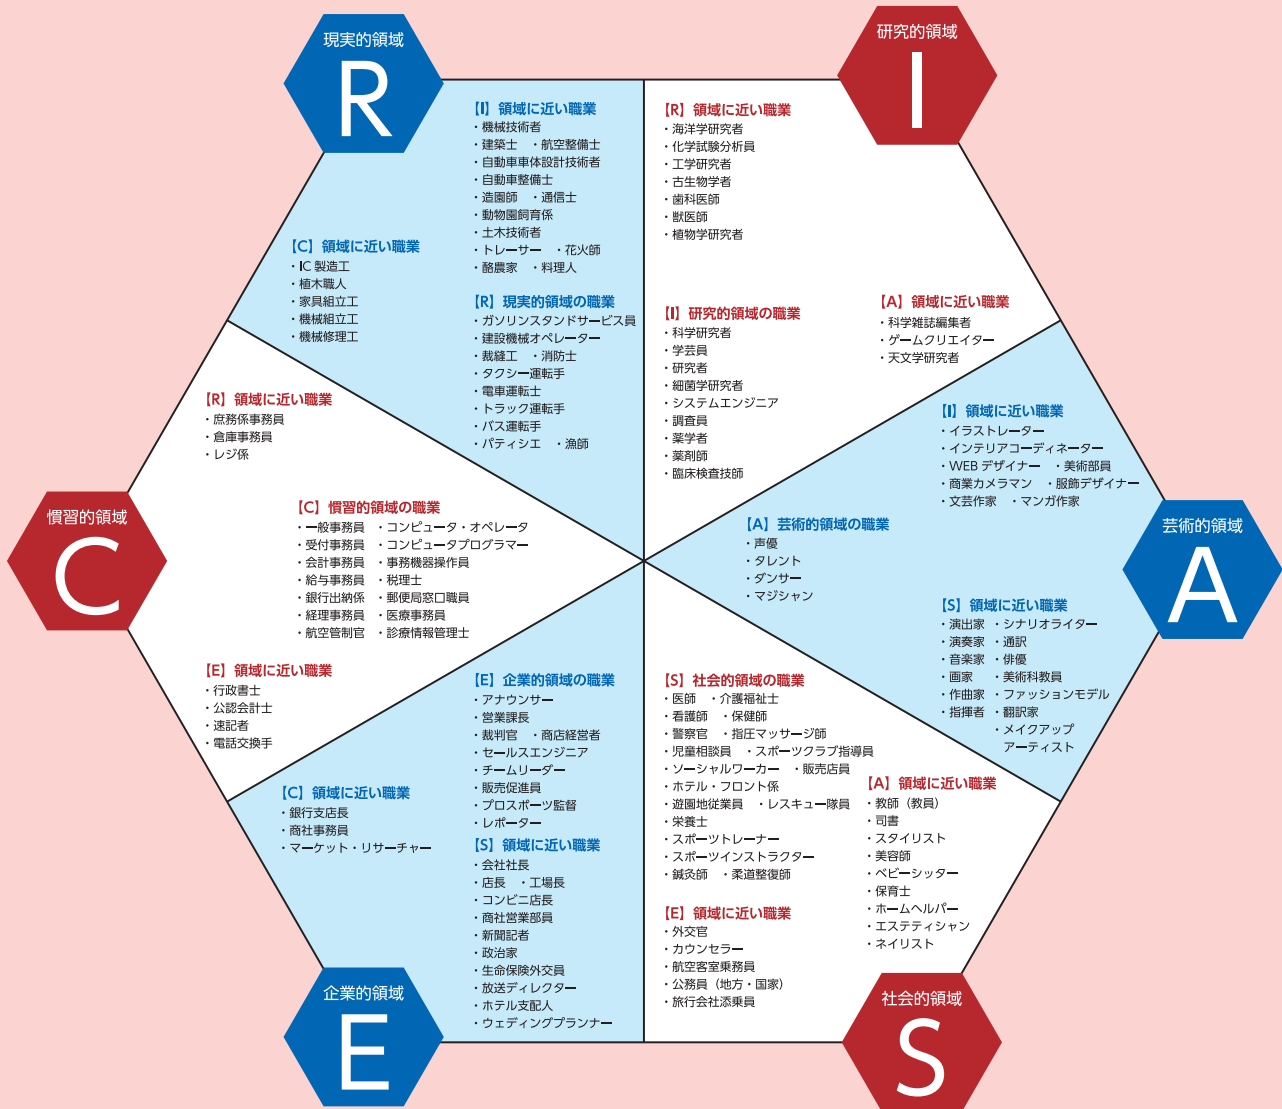 現実的領域
R
【I】領域に近い職業
・機械技術者
・建築士 ・航空整備士
・自動車車体設計技術者
・自動車整備士
・造園師 ・通信士
・動物園飼育係
・土木技術者
・トレーサー ・花火師
・酪農家 ・料理人
【C】領域に近い職業
・IC 製造工
・植木職人
・家具組立工
・機械組立工
・機械修理工
【R】現実的領域の職業
・ガソリンスタンドサービス員
・建設機械オペレーター
・裁縫工 ・消防士
・タクシー運転手
・電車運転士
・トラック運転手
・バス運転手
・パティシエ ・漁師
研究的領域
I
【R】領域に近い職業
・海洋学研究者
・化学試験分析員
・工学研究者
・古生物学者
・歯科医師
・獣医師
・植物学研究者
【I】研究的領域の職業
・科学研究者
・学芸員
・研究者
・細菌学研究者
・システムエンジニア
・調査員
・薬学者
・薬剤師
・臨床検査技師
【A】領域に近い職業
・科学雑誌編集者
・ゲームクリエイター
・天文学研究者
芸術的領域
A
【I】領域に近い職業
・イラストレーター
・インテリアコーディネーター
・WEB デザイナー ・美術部員
・商業カメラマン ・服飾デザイナー
・文芸作家 ・マンガ作家
【A】芸術的領域の職業
・声優
・タレント
・ダンサー
・マジシャン
【S】領域に近い職業
・演出家 ・シナリオライター
・演奏家 ・通訳
・音楽家 ・俳優
・画家 ・美術科教員
・作曲家 ・ファッションモデル
・指揮者 ・翻訳家
・メイクアップ
アーティスト
社会的領域
S
【S】社会的領域の職業
・医師 ・介護福祉士
・看護師 ・保健師
・警察官 ・指圧マッサージ師
・児童相談員 ・スポーツクラブ指導員
・ソーシャルワーカー ・販売店員
・ホテル・フロント係
・遊園地従業員 ・レスキュー隊員
・栄養士
・スポーツトレーナー
・スポーツインストラクター
・鍼灸師 ・柔道整復師
【A】領域に近い職業
・教師（教員）
・司書
・スタイリスト
・美容師
・ベビーシッター
・保育士
・ホームヘルパー
・エステティシャン
・ネイリスト
【E】領域に近い職業
・外交官
・カウンセラー
・航空客室乗務員
・公務員（地方・国家）
・旅行会社添乗員
企業的領域
E
【E】企業的領域の職業
・アナウンサー
・営業課長
・裁判官 ・商店経営者
・セールスエンジニア
・チームリーダー
・販売促進員
・プロスポーツ監督
・レポーター
【C】領域に近い職業
・銀行支店長
・商社事務員
・マーケット・リサーチャー
【S】領域に近い職業
・会社社長
・店長 ・工場長
・コンビニ店長
・商社営業部員
・新聞記者
・政治家
・生命保険外交員
・放送ディレクター
・ホテル支配人
・ウェディングプランナー
慣習的領域
C
【R】領域に近い職業
・庶務係事務員
・倉庫事務員
・レジ係
【C】慣習的領域の職業
・一般事務員 ・コンピュータ・オペレータ
・受付事務員 ・コンピュータプログラマー
・会計事務員 ・事務機器操作員
・給与事務員 ・税理士
・銀行出納係 ・郵便局窓口職員
・経理事務員 ・医療事務員
・航空管制官 ・診療情報管理士
【E】領域に近い職業
・行政書士
・公認会計士
・速記者
・電話交換手